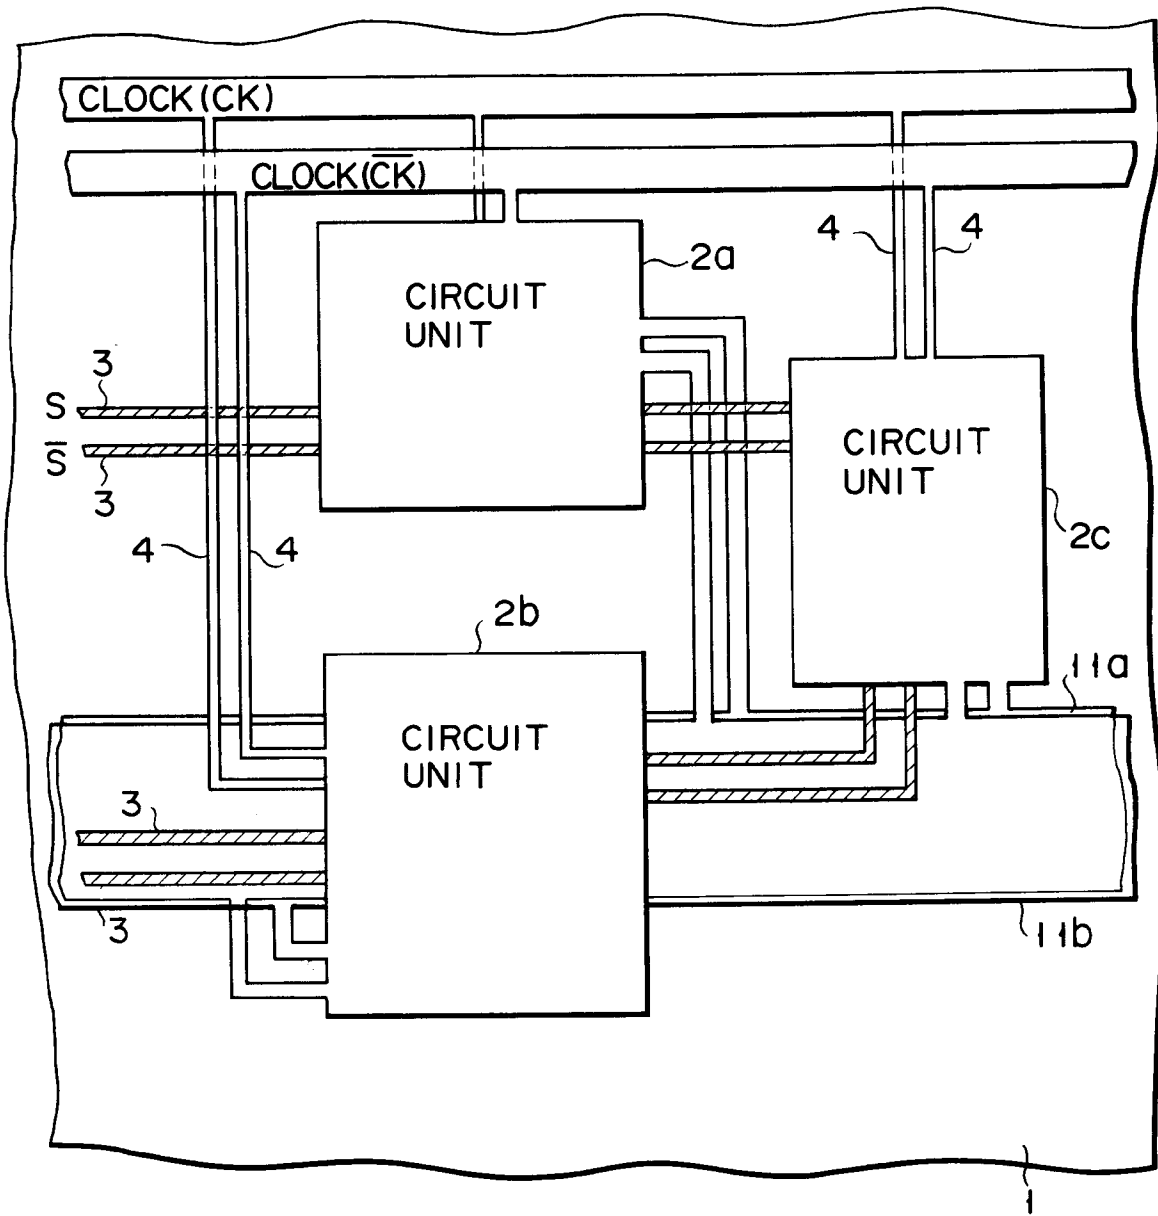 CLOCK(CK)
CLOCK(C̅K̅)
4
4
2a
CIRCUIT
UNIT
3
S
S̅
3
CIRCUIT
UNIT
2c
4
4
2b
11a
CIRCUIT
UNIT
3
3
11b
1